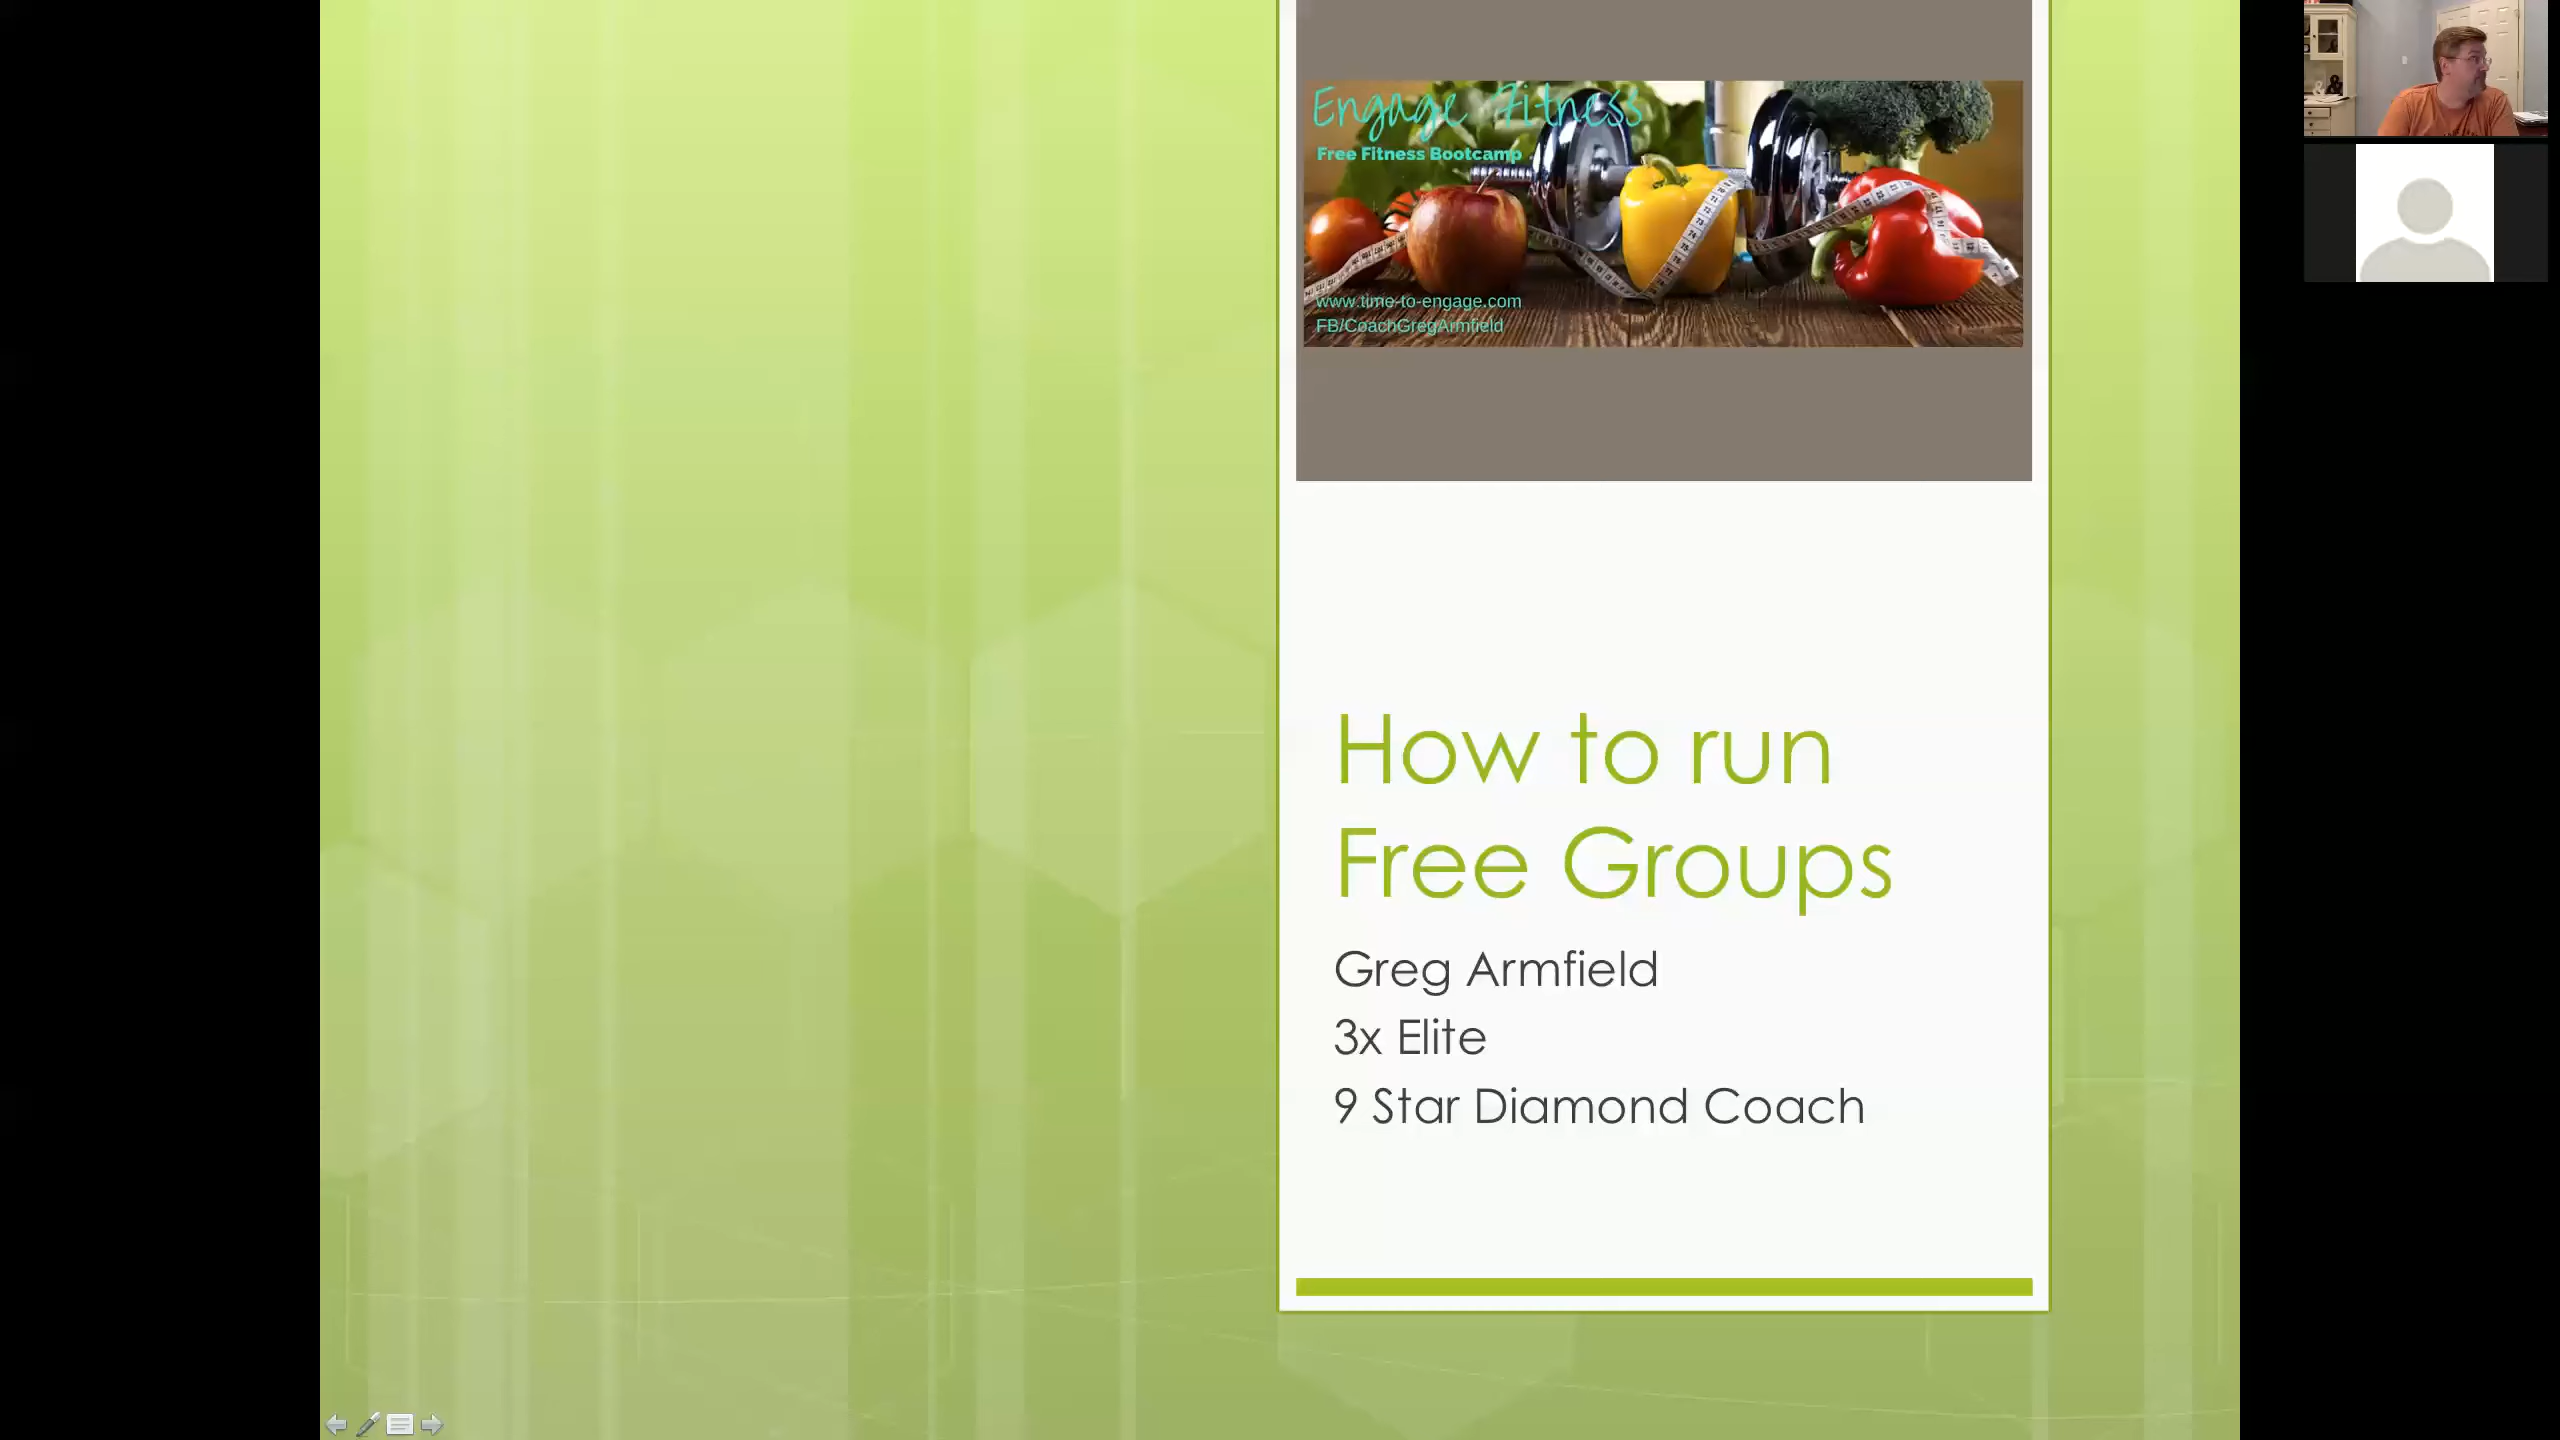 Engage Fitness
Free Fitness Bootcamp
www.time-to-engage.com
FB/CoachGregArmfield
How to run
Free Groups
Greg Armfield
3x Elite
9 Star Diamond Coach